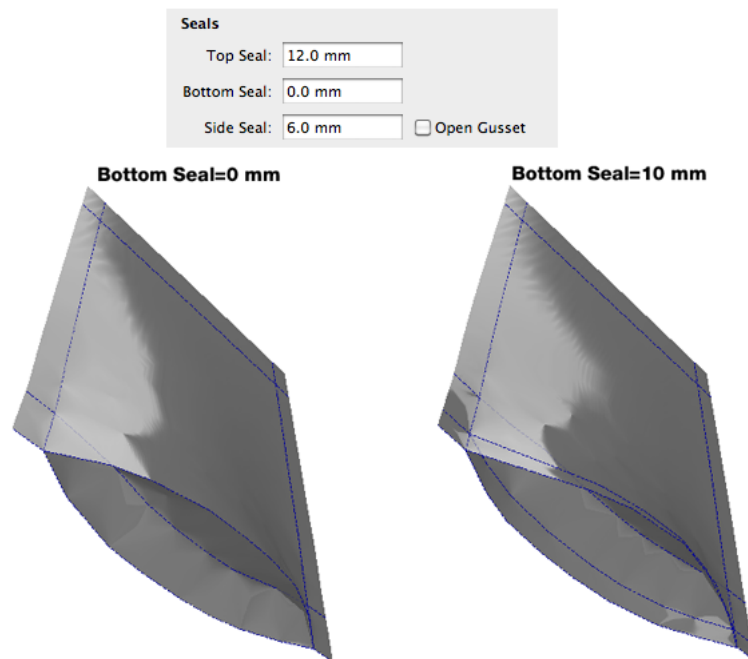 Seals
Top Seal: 12.0 mm
Bottom Seal: 0.0 mm
Side Seal: 6.0 mm Open Gusset
Bottom Seal=0 mm
Bottom Seal=10 mm